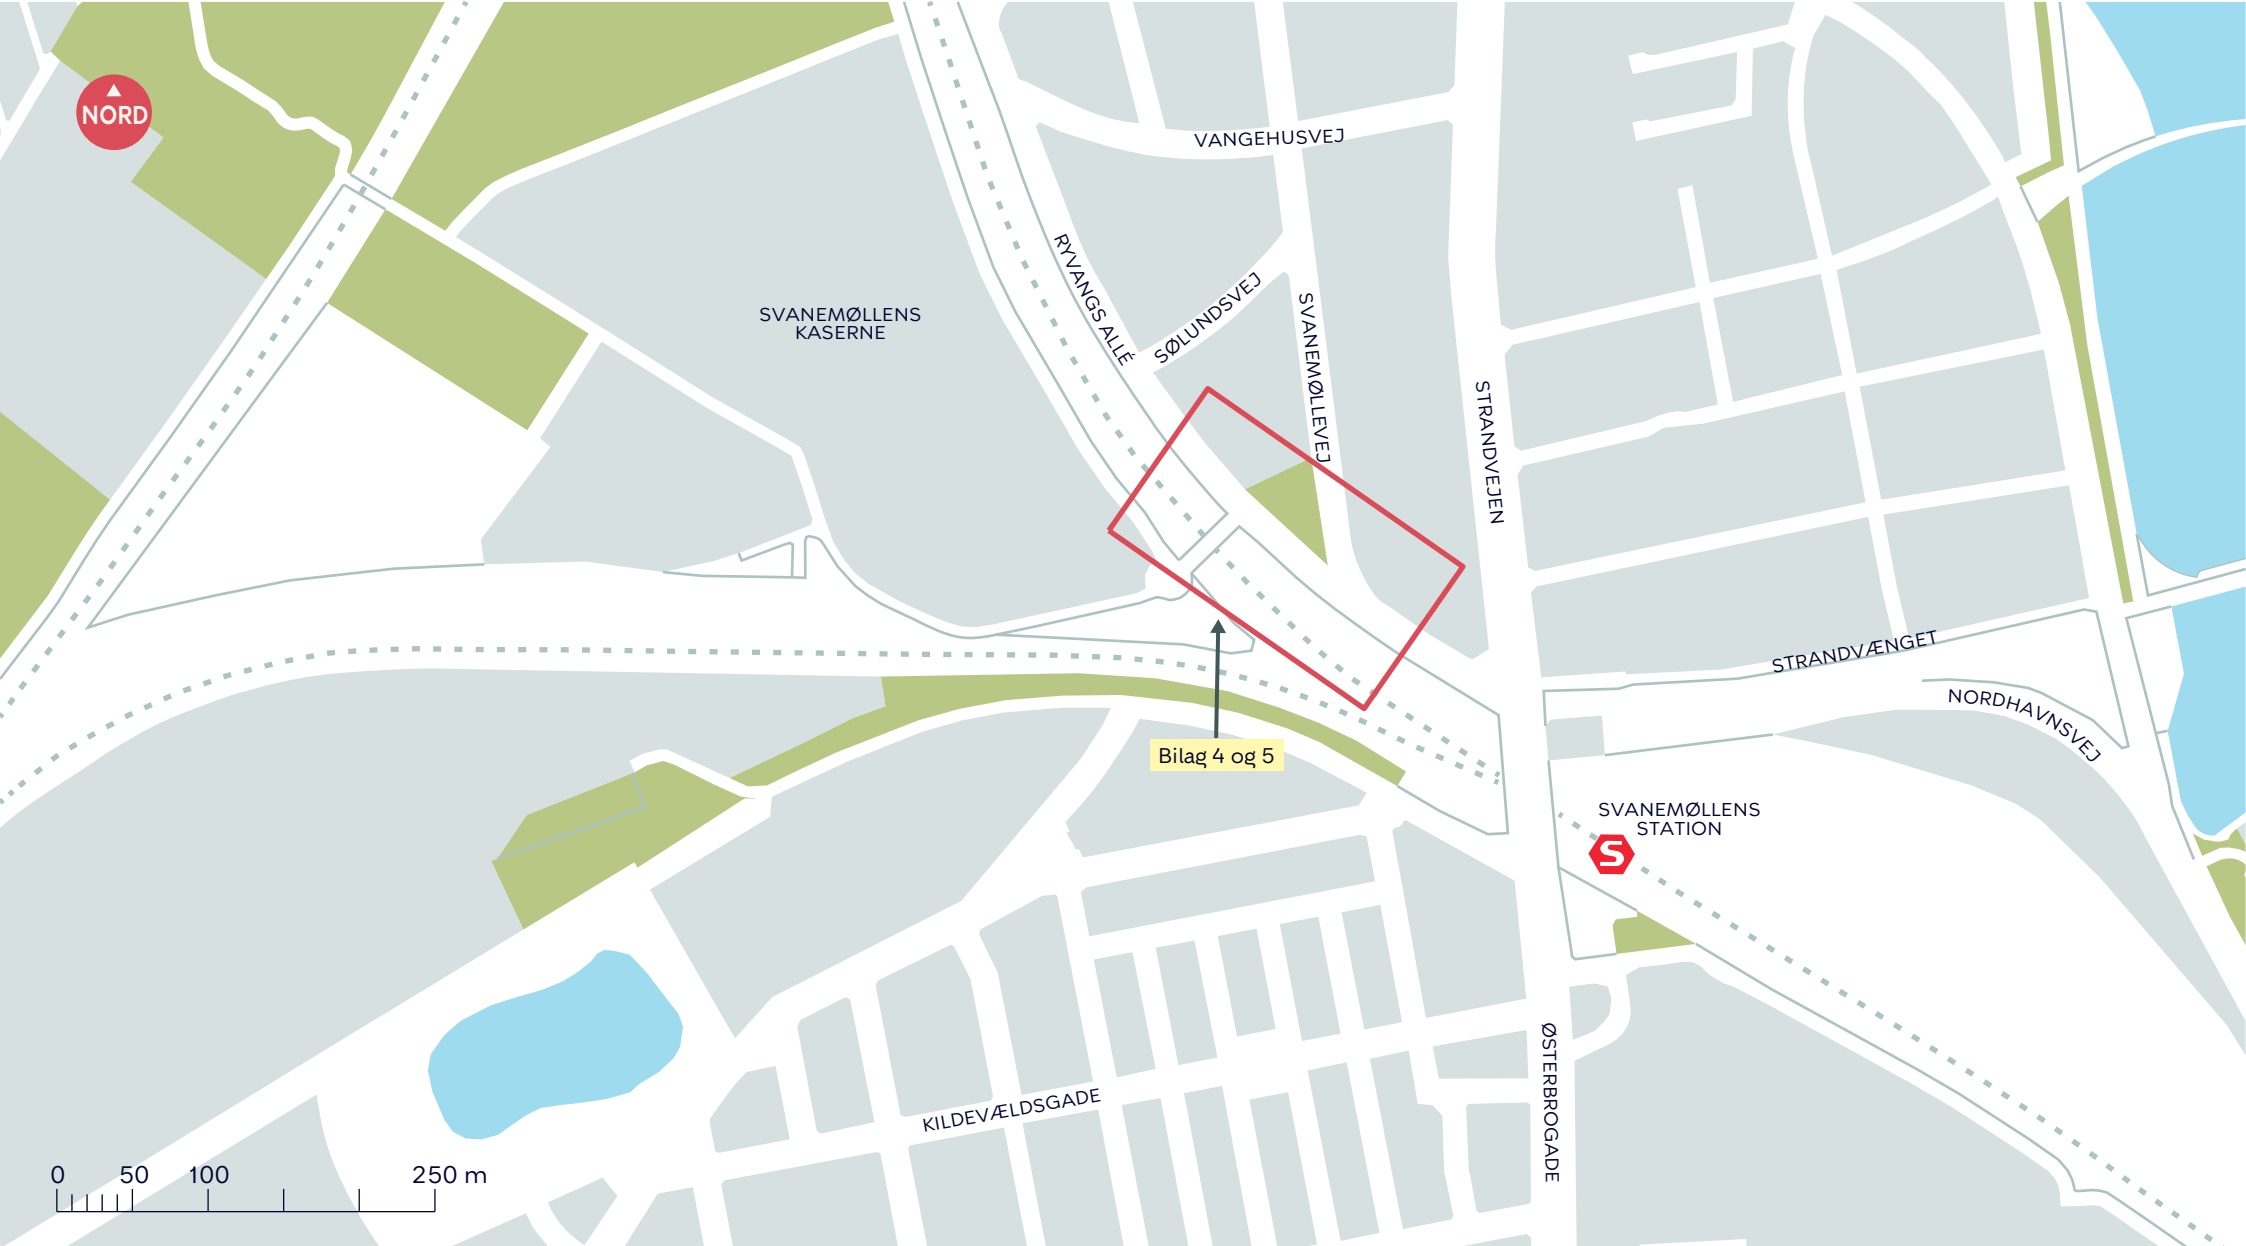 NORD
VANGEHUSVEJ
RYVANGS ALLÉ
SØLUNDSVEJ
SVANEMØLLEVEJ
SVANEMØLLENS
KASERNE
STRANDVEJEN
STRANDVÆNGET
NORDHAVNSVEJ
Bilag 4 og 5
SVANEMØLLENS
STATION
S
ØSTERBROGADE
KILDEVÆLDSGADE
0 50 100 250 m